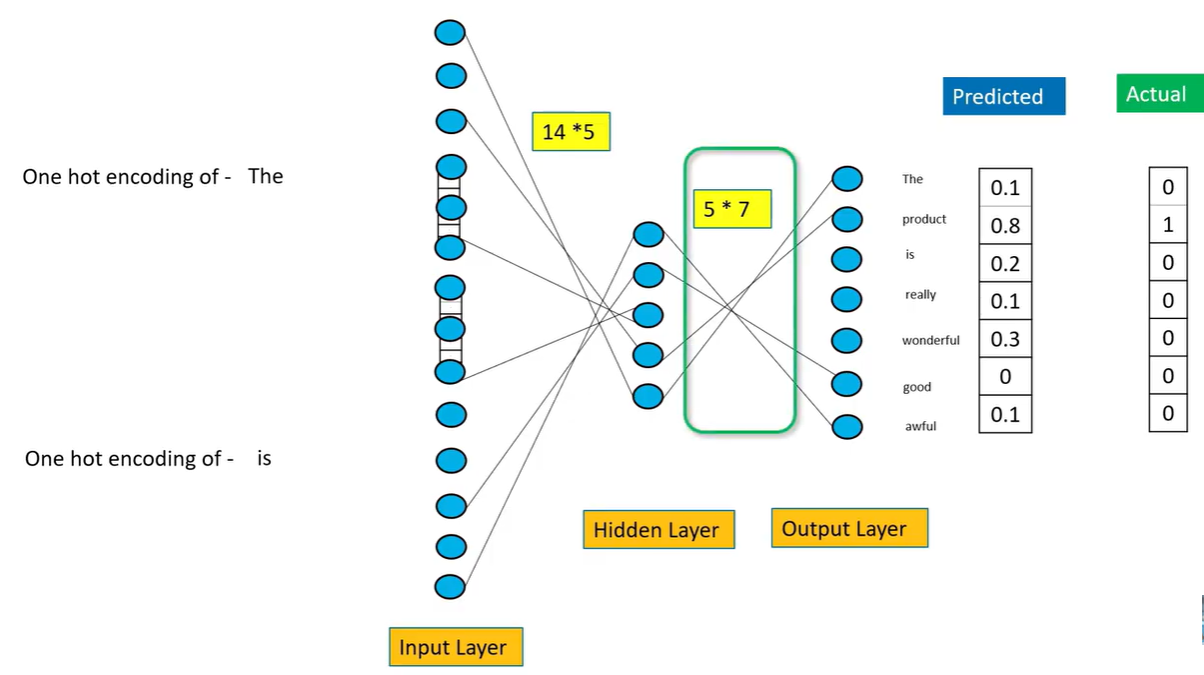 Predicted
Actual
14 *5
One hot encoding of - The
5 * 7
The
product
is
really
wonderful
good
awful
0.1
0.8
0.2
0.1
0.3
0
0.1
0
1
0
0
0
0
0
One hot encoding of - is
Hidden Layer
Output Layer
Input Layer